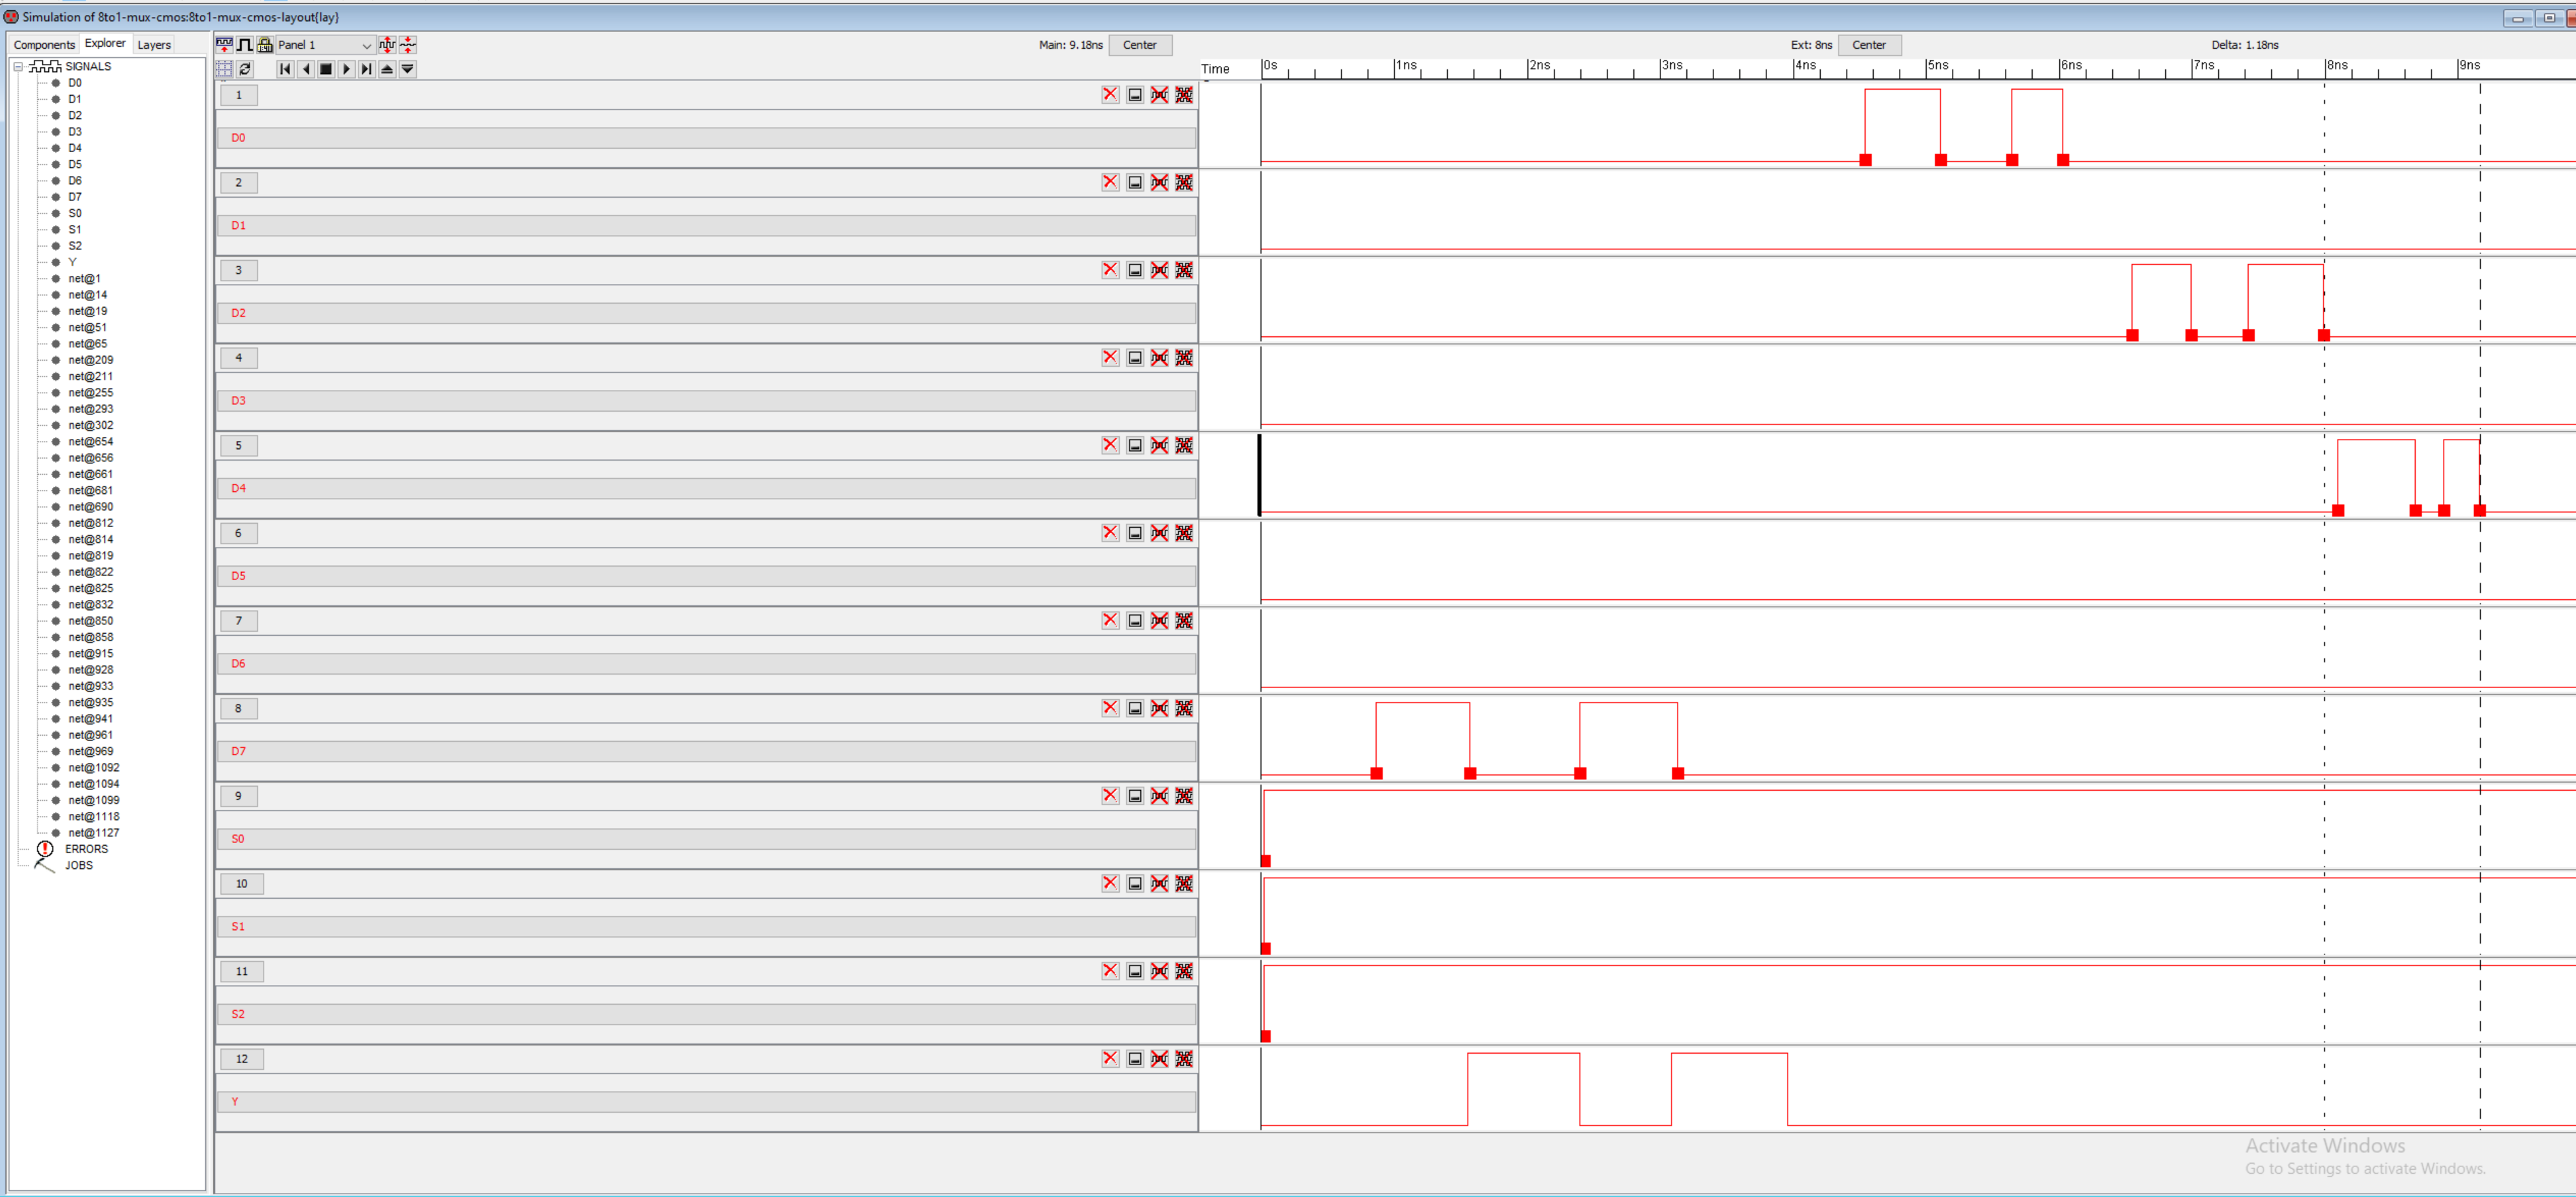 Simulation of 8to1-mux-cmos:8to1-mux-cmos-layout{lay}
Components Explorer Layers
SIGNALS
D0
D1
D2
D3
D4
D5
D6
D7
S0
S1
S2
Y
net@1
net@14
net@19
net@51
net@65
net@209
net@211
net@255
net@293
net@302
net@654
net@656
net@661
net@681
net@690
net@812
net@814
net@819
net@822
net@825
net@832
net@850
net@858
net@915
net@928
net@933
net@935
net@941
net@961
net@969
net@1092
net@1094
net@1099
net@1118
net@1127
ERRORS
JOBS
Panel 1
Main: 9.18ns Center Ext: 8ns Center Delta: 1.18ns
Time 0s 1ns 2ns 3ns 4ns 5ns 6ns 7ns 8ns 9ns
1
D0
2
D1
3
D2
4
D3
5
D4
6
D5
7
D6
8
D7
9
S0
10
S1
11
S2
12
Y
Activate Windows
Go to Settings to activate Windows.